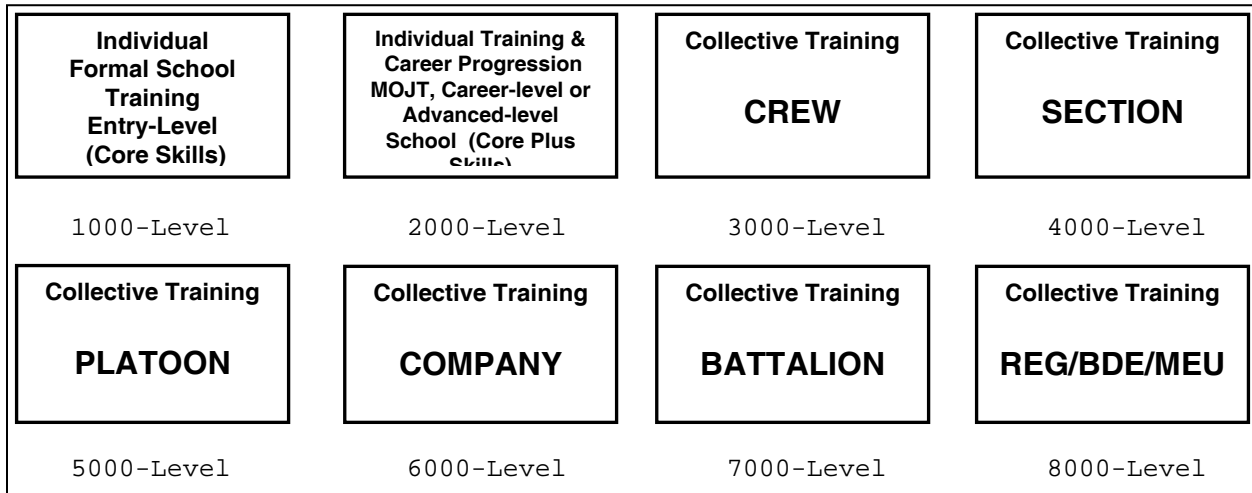 Individual
Formal School
Training
Entry-Level
(Core Skills)
Individual Training &
Career Progression
MOJT, Career-level or
Advanced-level
School (Core Plus
Skills)
Collective Training
CREW
Collective Training
SECTION
1000-Level
2000-Level
3000-Level
4000-Level
Collective Training
PLATOON
Collective Training
COMPANY
Collective Training
BATTALION
Collective Training
REG/BDE/MEU
5000-Level
6000-Level
7000-Level
8000-Level